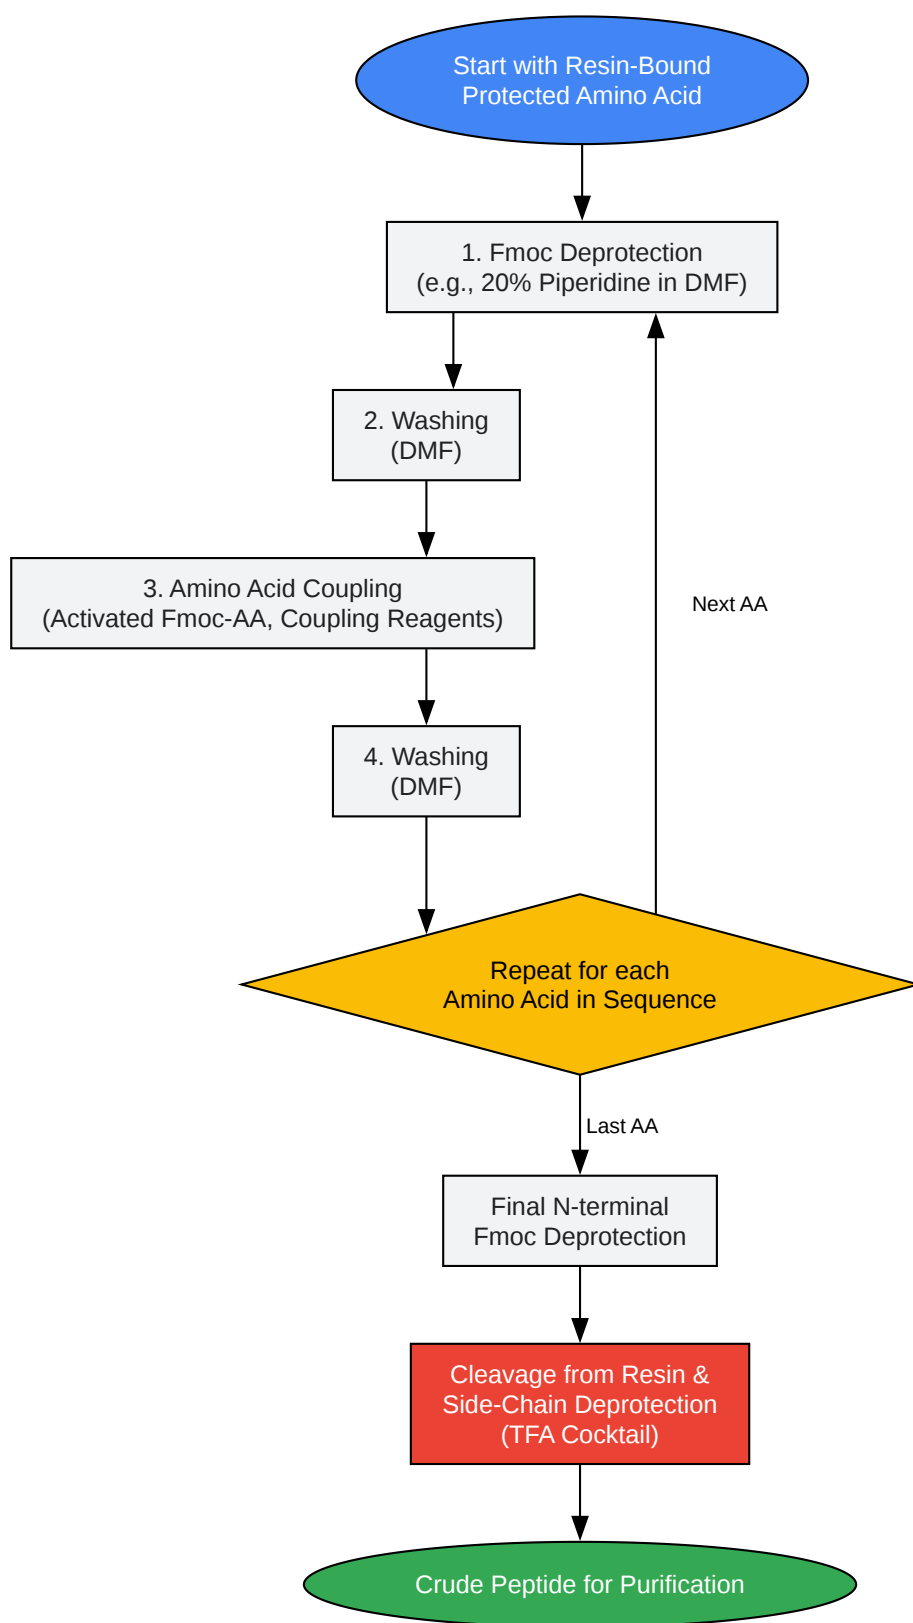 Start with Resin-Bound
Protected Amino Acid
1. Fmoc Deprotection
(e.g., 20% Piperidine in DMF)
2. Washing
(DMF)
3. Amino Acid Coupling
(Activated Fmoc-AA, Coupling Reagents)
Next AA
4. Washing
(DMF)
Repeat for each
Amino Acid in Sequence
Last AA
Final N-terminal
Fmoc Deprotection
Cleavage from Resin &
Side-Chain Deprotection
(TFA Cocktail)
Crude Peptide for Purification